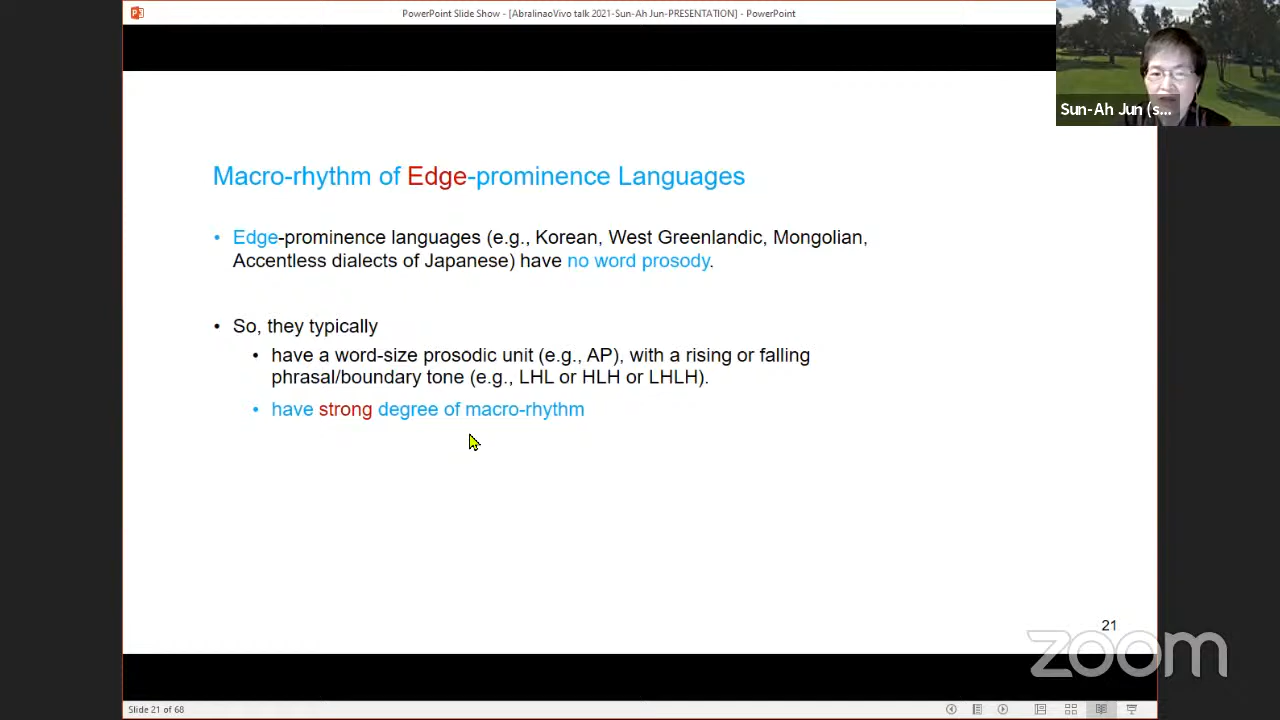 PowerPoint Slide Show - [AbralinaoVivo talk 2021-Sun-Ah Jun-PRESENTATION] - PowerPoint
Sun-Ah Jun (s...
Macro-rhythm of Edge-prominence Languages
• Edge-prominence languages (e.g., Korean, West Greenlandic, Mongolian,
Accentless dialects of Japanese) have no word prosody.
• So, they typically
• have a word-size prosodic unit (e.g., AP), with a rising or falling
phrasal/boundary tone (e.g., LHL or HLH or LHLH).
• have strong degree of macro-rhythm
21
zoom
Slide 21 of 68